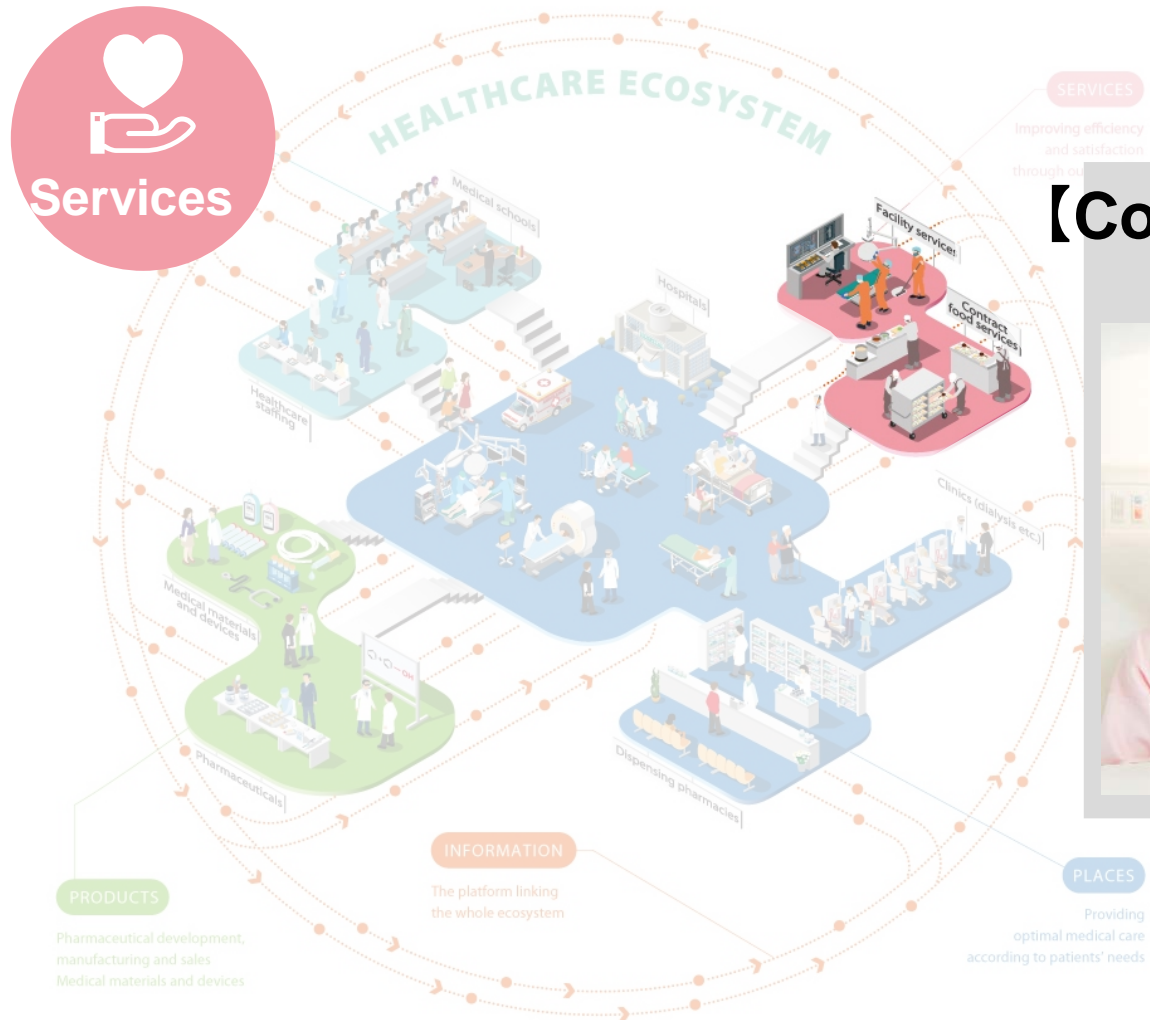 Services
HEALTHCARE ECOSYSTEM
SERVICES
Improving efficiency
and satisfaction
through ou
【Co
Medical schools
Facility services
Hospitals
Contract
food services
Healthcare
staffing
Clinics (dialysis etc.)
Medical materials
and devices
Pharmaceuticals
Dispensing pharmacies
INFORMATION
The platform linking
the whole ecosystem
PLACES
Providing
optimal medical care
according to patients' needs
PRODUCTS
Pharmaceutical development,
manufacturing and sales
Medical materials and devices